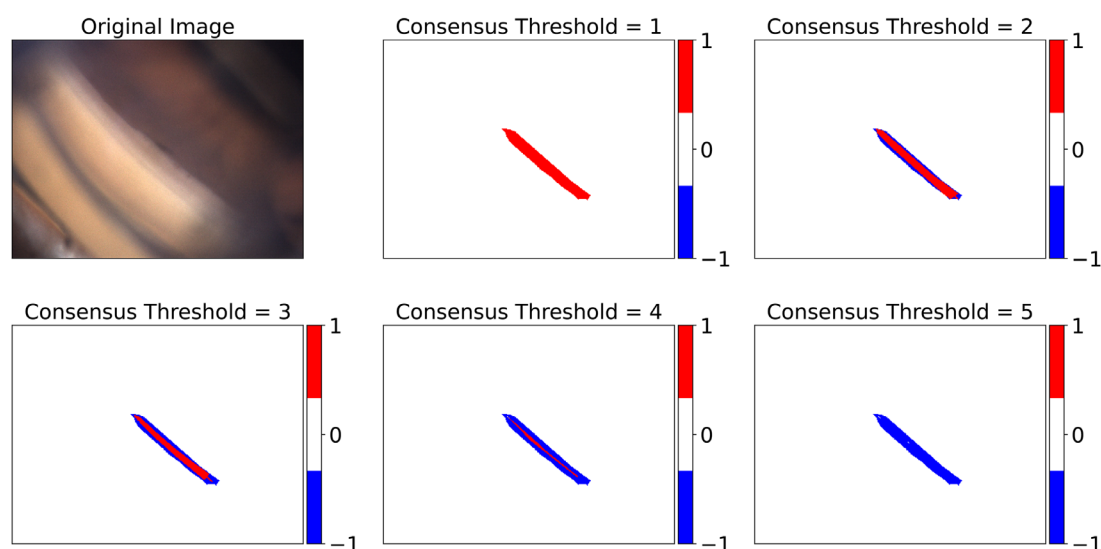 Original Image
Consensus Threshold = 1
1
0
−1
Consensus Threshold = 2
1
0
−1
Consensus Threshold = 3
1
0
−1
Consensus Threshold = 4
1
0
−1
Consensus Threshold = 5
1
0
−1